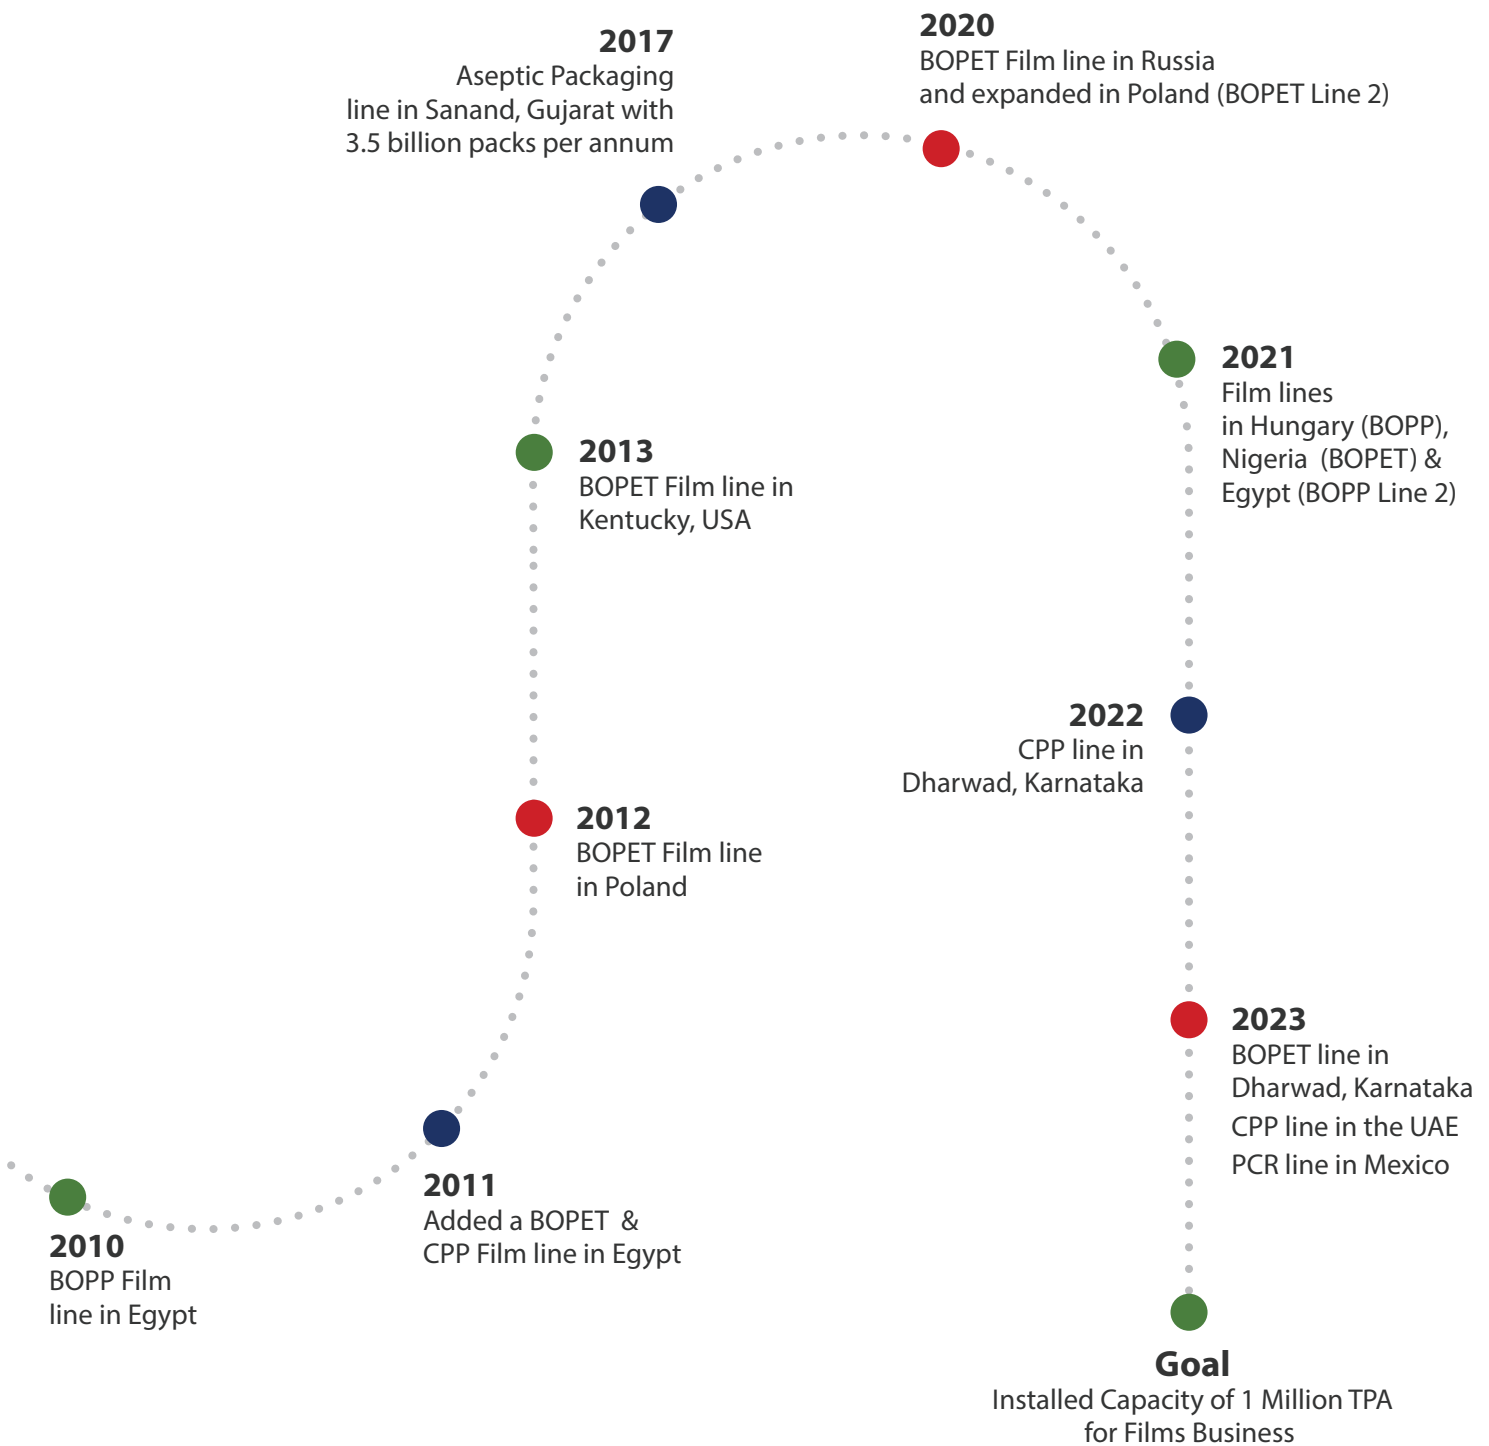 2010
BOPP Film
line in Egypt
2011
Added a BOPET &
CPP Film line in Egypt
2012
BOPET Film line
in Poland
2013
BOPET Film line in
Kentucky, USA
2017
Aseptic Packaging
line in Sanand, Gujarat with
3.5 billion packs per annum
2020
BOPET Film line in Russia
and expanded in Poland (BOPET Line 2)
2021
Film lines
in Hungary (BOPP),
Nigeria (BOPET) &
Egypt (BOPP Line 2)
2022
CPP line in
Dharwad, Karnataka
2023
BOPET line in
Dharwad, Karnataka
CPP line in the UAE
PCR line in Mexico
Goal
Installed Capacity of 1 Million TPA
for Films Business